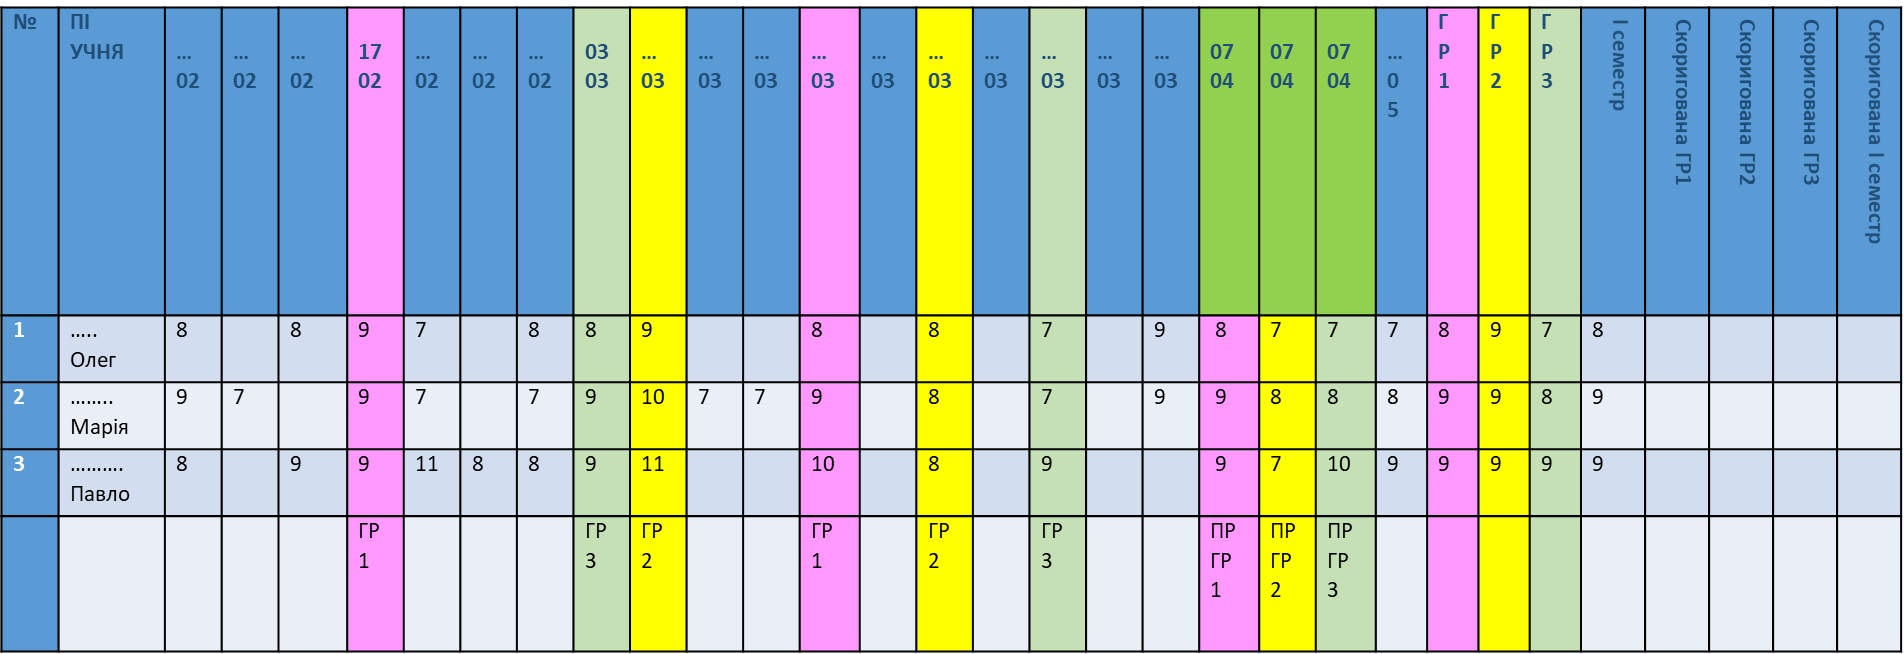 № ПІ УЧНЯ ... 02 ... 02 ... 02 17 02 ... 02 ... 02 ... 02 03 03 ... 03 ... 03 ... 03 ... 03 ... 03 ... 03 ... 03 ... 03 ... 03 ... 03 07 04 07 04 07 04 ... 0 5 Г Р 1 Г Р 2 Г Р 3 І семестр Скоригована ГР1 Скоригована ГР2 Скоригована ГР3 Скоригована І семестр
1 ..... Олег 8 8 9 7 8 8 9 8 8 7 9 8 7 7 7 8 9 7 8
2 ........ Марія 9 7 9 7 7 9 10 7 7 9 8 7 9 9 8 8 8 9 9 8 9
3 .......... Павло 8 9 9 11 8 8 9 11 10 8 9 9 7 10 9 9 9 9 9
ГР 1 ГР 3 ГР 2 ГР 1 ГР 2 ГР 3 ПР ГР 1 ПР ГР 2 ПР ГР 3